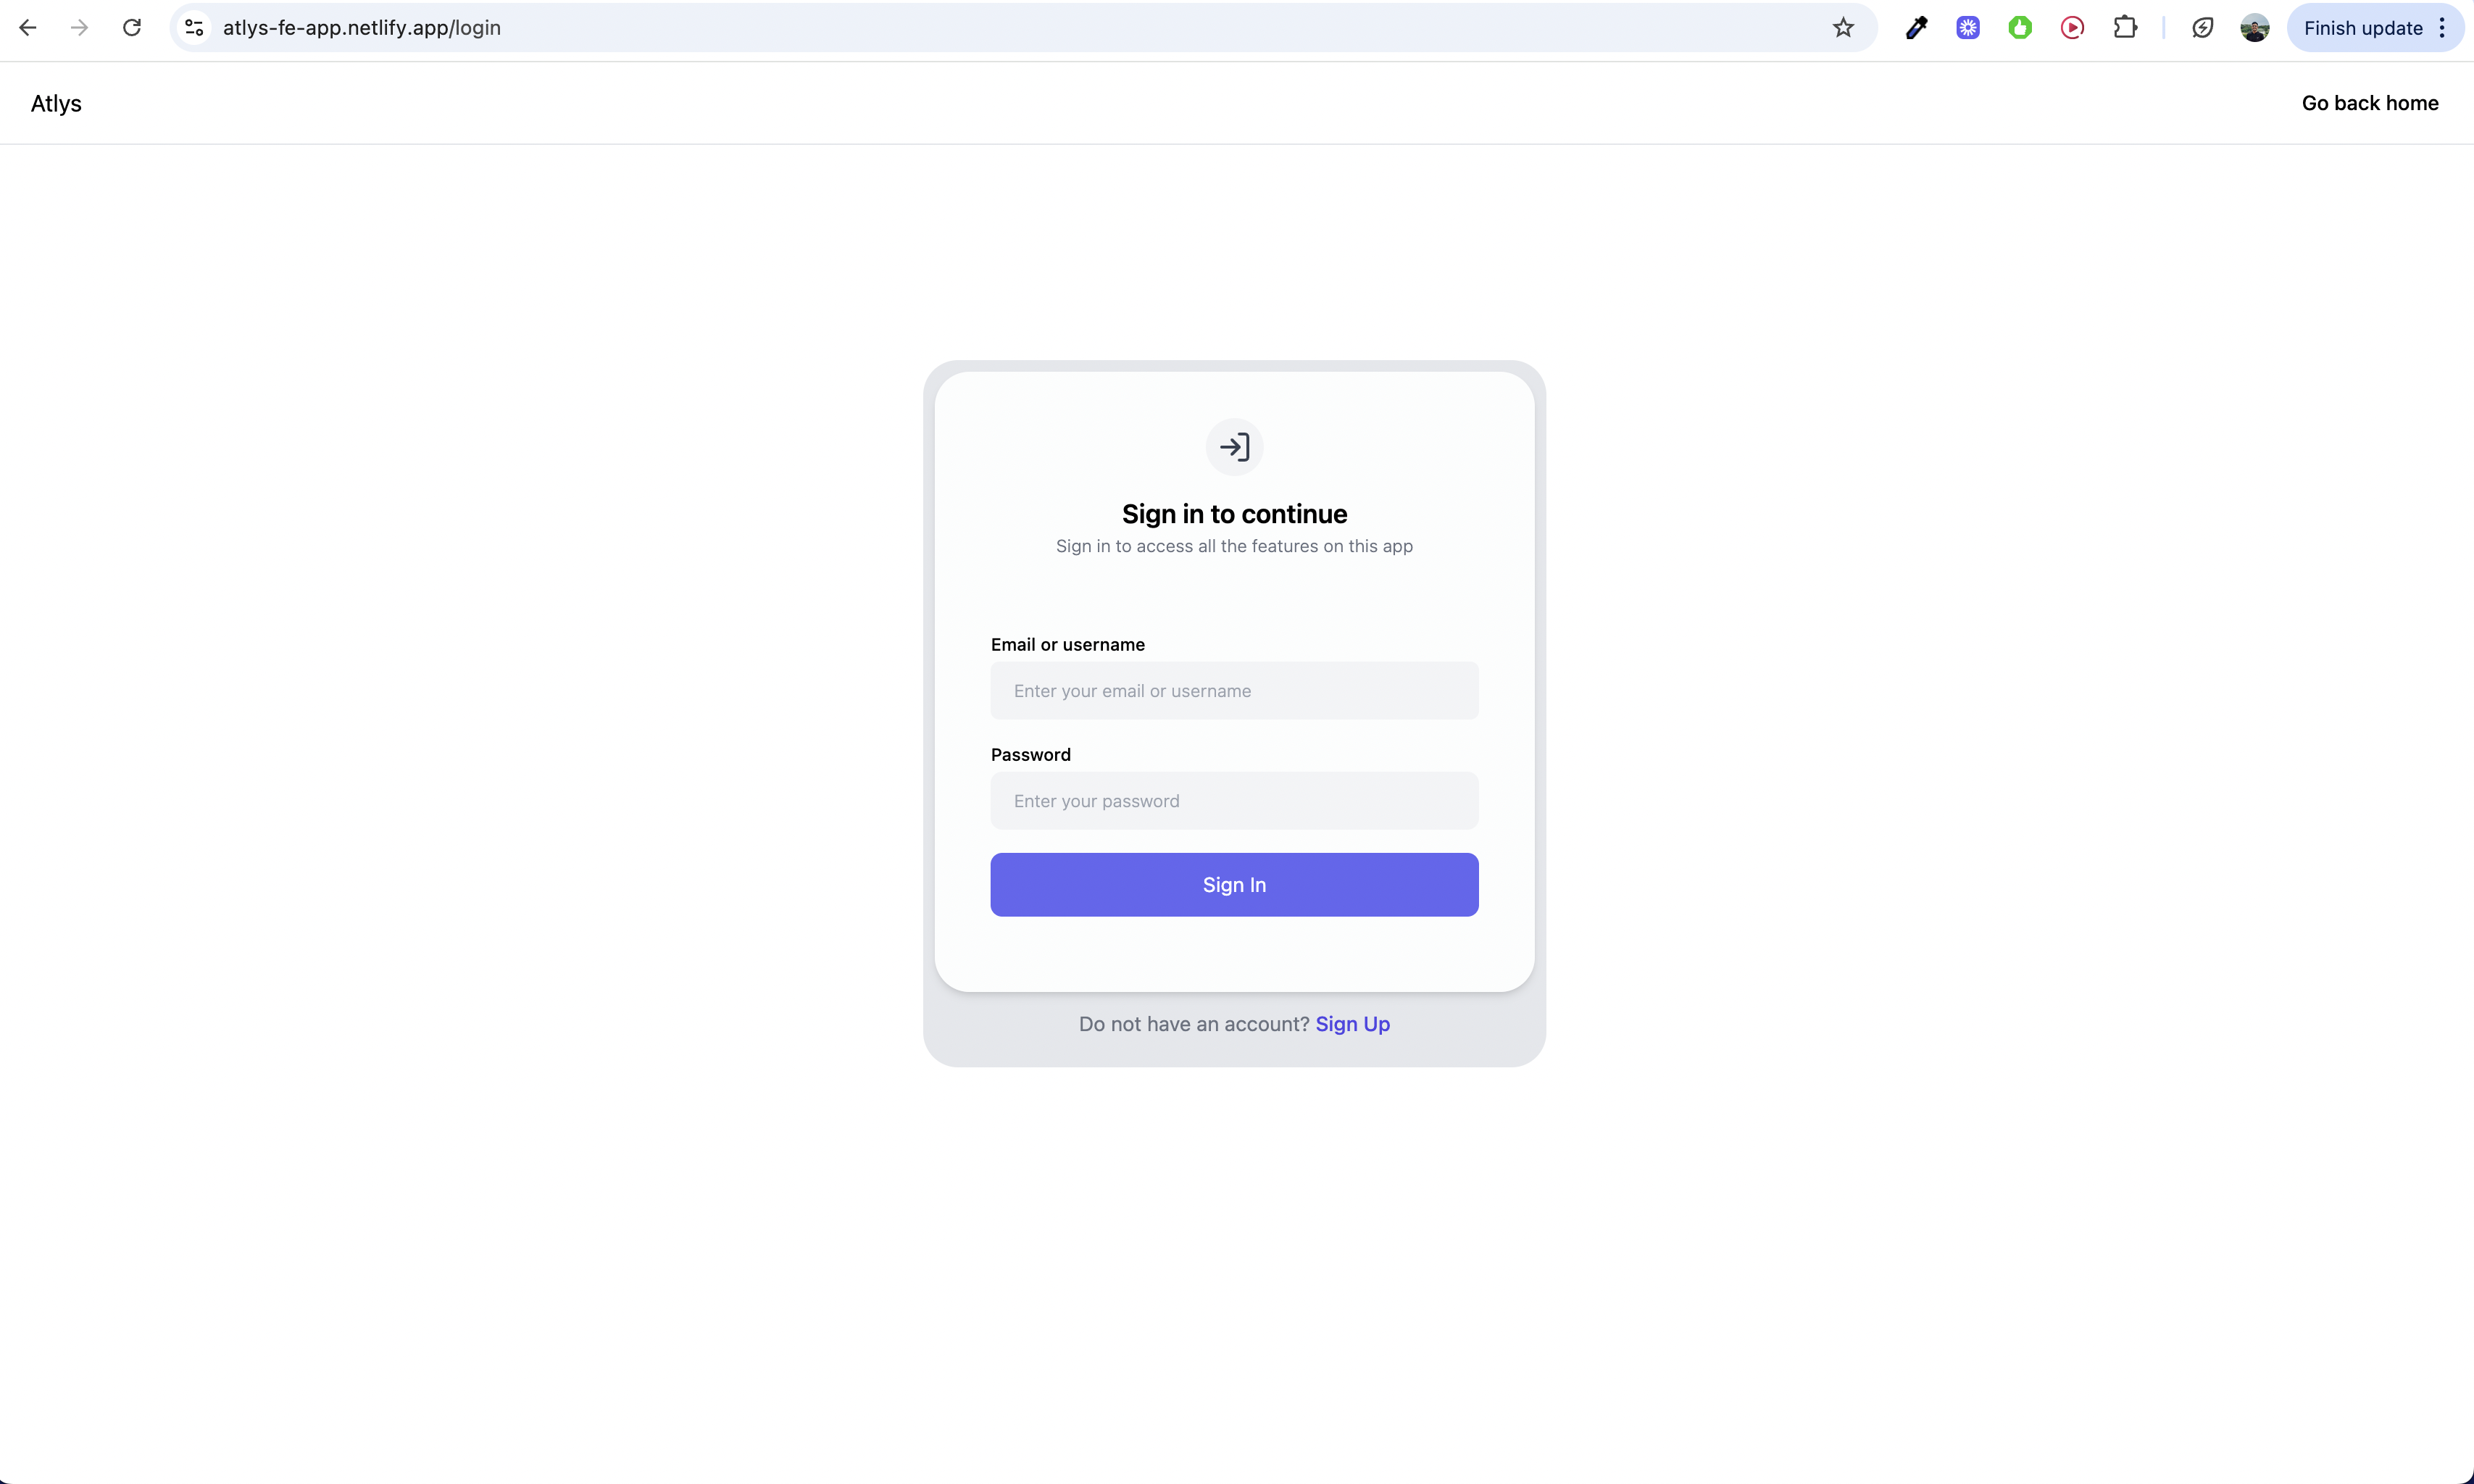 atlys-fe-app.netlify.app/login
Finish update
Atlys
Go back home
Sign in to continue
Sign in to access all the features on this app
Email or username
Enter your email or username
Password
Enter your password
Sign In
Do not have an account? Sign Up